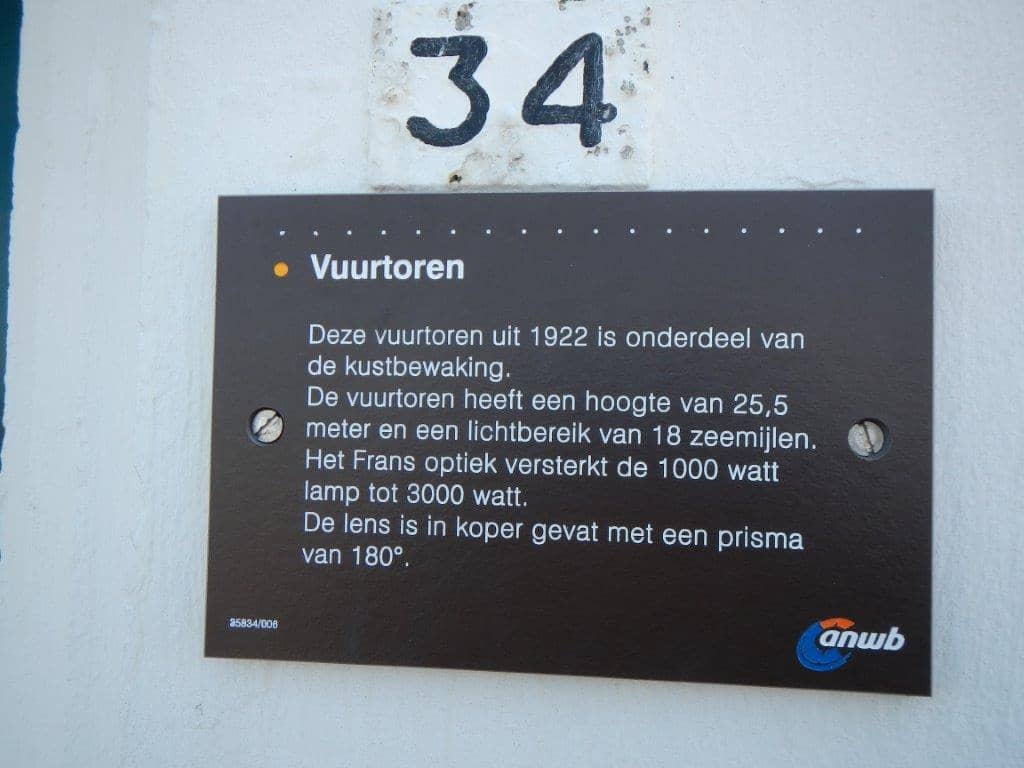 34
Vuurtoren
Deze vuurtoren uit 1922 is onderdeel van
de kustbewaking.
De vuurtoren heeft een hoogte van 25,5
meter en een lichtbereik van 18 zeemijlen.
Het Frans optiek versterkt de 1000 watt
lamp tot 3000 watt.
De lens is in koper gevat met een prisma
van 180°.
35834/006
anwb